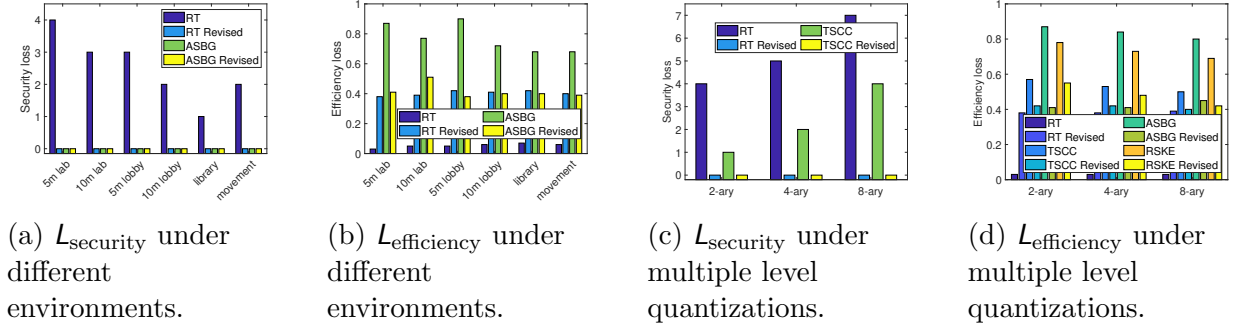 4
3
2
1
0
Security loss
RT
RT Revised
ASBG
ASBG Revised
5m lab
10m lab
5m lobby
10m lobby
library
movement
(a) L_security under
different
environments.
1
0.8
0.6
0.4
0.2
0
Efficiency loss
RT
RT Revised
ASBG
ASBG Revised
5m lab
10m lab
5m lobby
10m lobby
library
movement
(b) L_efficiency under
different
environments.
7
6
5
4
3
2
1
0
Security loss
RT
RT Revised
TSCC
TSCC Revised
2-ary
4-ary
8-ary
(c) L_security under
multiple level
quantizations.
1
0.8
0.6
0.4
0.2
0
Efficiency loss
RT
RT Revised
TSCC
TSCC Revised
ASBG
ASBG Revised
RSKE
RSKE Revised
2-ary
4-ary
8-ary
(d) L_efficiency under
multiple level
quantizations.